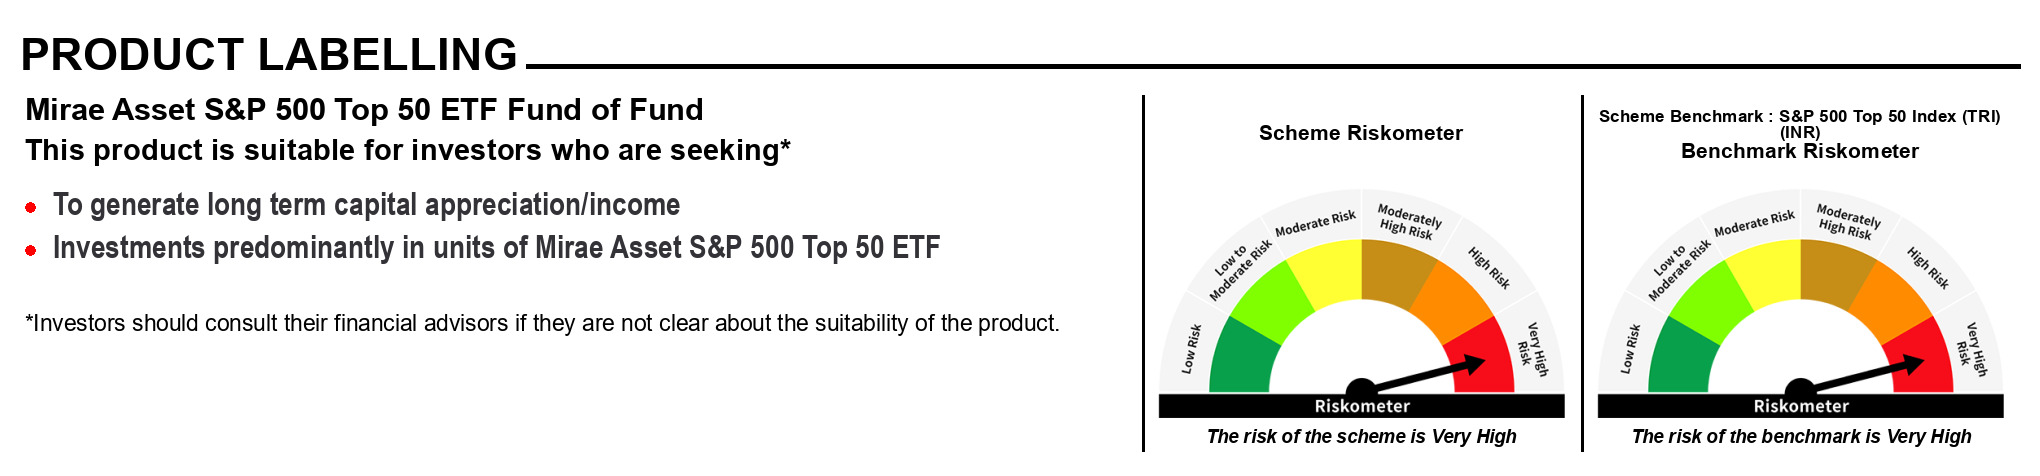 PRODUCT LABELLING
Mirae Asset S&P 500 Top 50 ETF Fund of Fund
This product is suitable for investors who are seeking*
To generate long term capital appreciation/income
Investments predominantly in units of Mirae Asset S&P 500 Top 50 ETF
*Investors should consult their financial advisors if they are not clear about the suitability of the product.
Scheme Riskometer
Low Risk
Low to
Moderate Risk
Moderate Risk
Moderately
High Risk
High Risk
Very High
Risk
Riskometer
The risk of the scheme is Very High
Scheme Benchmark : S&P 500 Top 50 Index (TRI)
(INR)
Benchmark Riskometer
Low Risk
Low to
Moderate Risk
Moderate Risk
Moderately
High Risk
High Risk
Very High
Risk
Riskometer
The risk of the benchmark is Very High